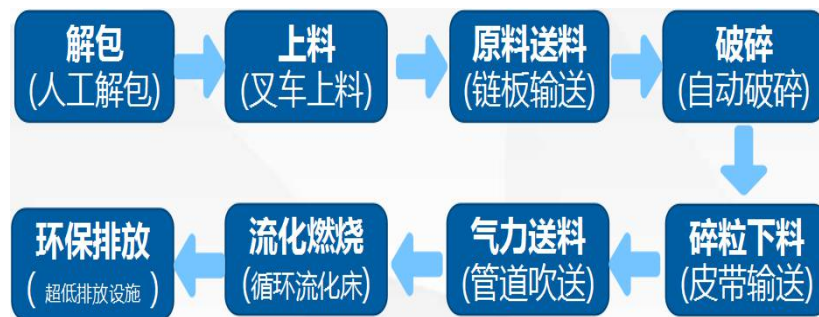 解包
(人工解包)
上料
(叉车上料)
原料送料
(链板输送)
破碎
(自动破碎)
碎粒下料
(皮带输送)
气力送料
(管道吹送)
流化燃烧
(循环流化床)
环保排放
( 超低排放设施 )